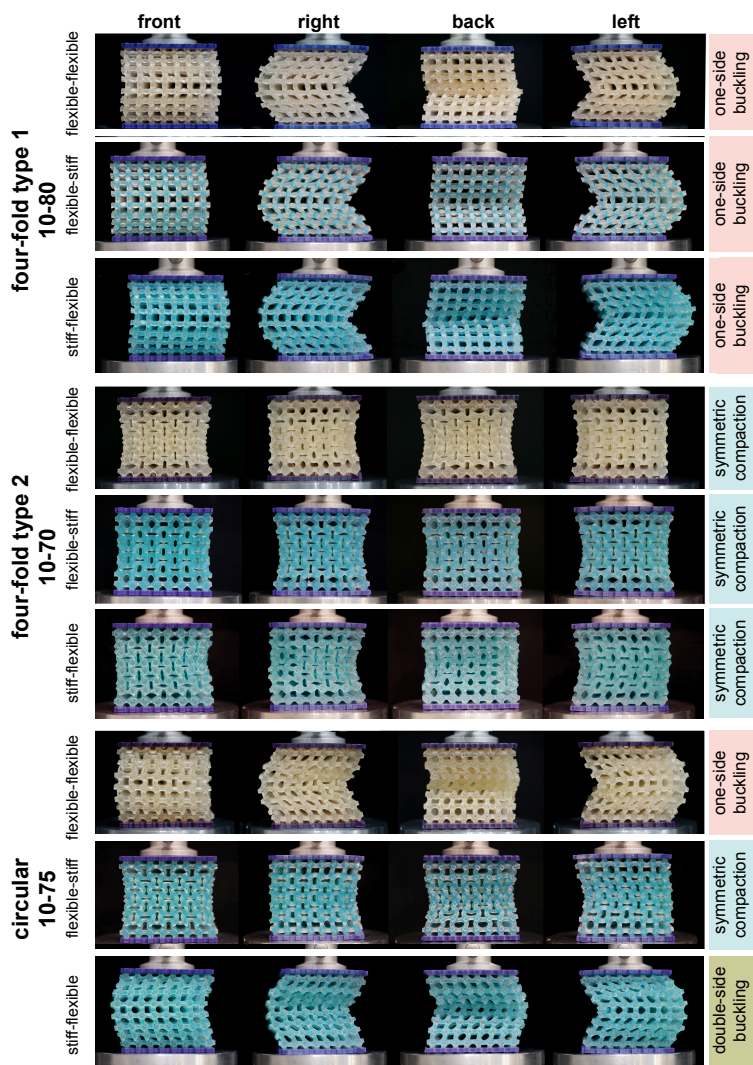 front right back left
four-fold type 1
10-80
flexible-flexible
one-side
buckling
flexible-stiff
one-side
buckling
stiff-flexible
one-side
buckling
four-fold type 2
10-70
flexible-flexible
symmetric
compaction
flexible-stiff
symmetric
compaction
stiff-flexible
symmetric
compaction
circular
10-75
flexible-flexible
one-side
buckling
flexible-stiff
symmetric
compaction
stiff-flexible
double-side
buckling